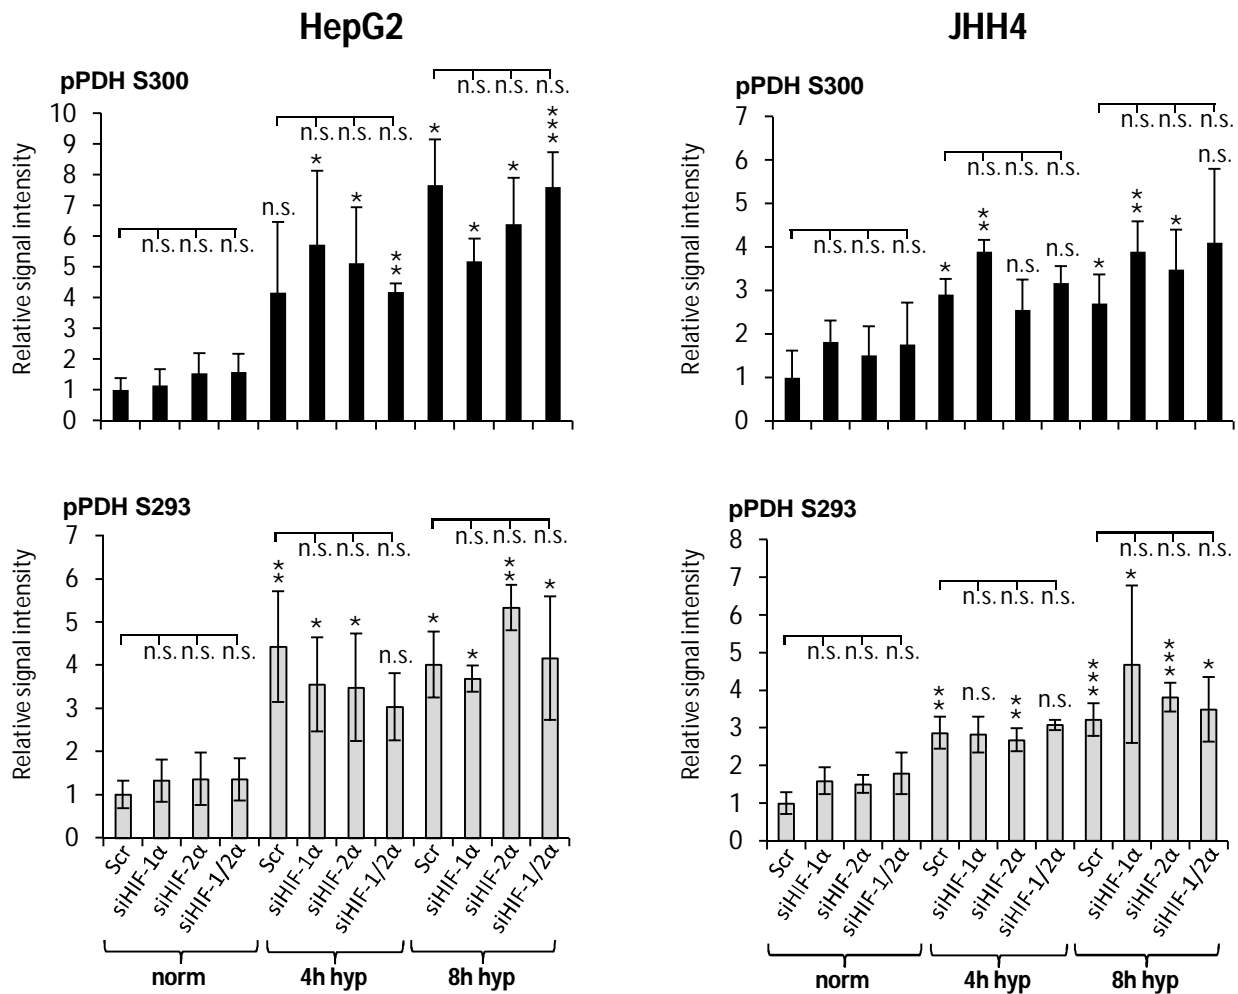 HepG2
JHH4
pPDH S300
Relative signal intensity
10
9
8
7
6
5
4
3
2
1
0
n.s. n.s. n.s.
n.s. * * **
n.s. n.s. n.s.
* * * ***
n.s. n.s. n.s.
pPDH S300
Relative signal intensity
7
6
5
4
3
2
1
0
n.s. n.s. n.s.
* ** n.s. n.s.
n.s. n.s. n.s.
* ** * n.s.
n.s. n.s. n.s.
pPDH S293
Relative signal intensity
7
6
5
4
3
2
1
0
n.s. n.s. n.s.
** * * n.s.
n.s. n.s. n.s.
* * ** *
n.s. n.s. n.s.
Scr siHIF-1α siHIF-2α siHIF-1/2α Scr siHIF-1α siHIF-2α siHIF-1/2α Scr siHIF-1α siHIF-2α siHIF-1/2α
norm 4h hyp 8h hyp
pPDH S293
Relative signal intensity
8
7
6
5
4
3
2
1
0
n.s. n.s. n.s.
** n.s. ** n.s.
n.s. n.s. n.s.
*** * *** *
n.s. n.s. n.s.
Scr siHIF-1α siHIF-2α siHIF-1/2α Scr siHIF-1α siHIF-2α siHIF-1/2α Scr siHIF-1α siHIF-2α siHIF-1/2α
norm 4h hyp 8h hyp